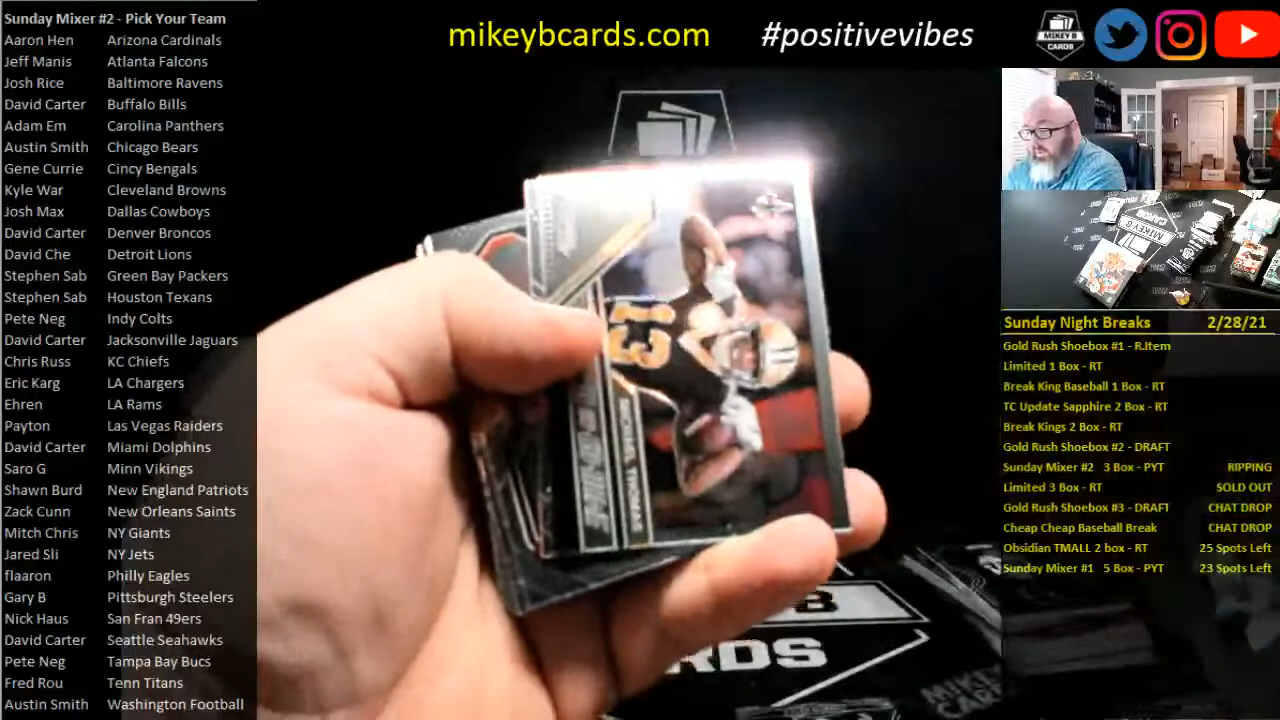 Sunday Mixer #2 - Pick Your Team
Aaron Hen Arizona Cardinals
Jeff Manis Atlanta Falcons
Josh Rice Baltimore Ravens
David Carter Buffalo Bills
Adam Em Carolina Panthers
Austin Smith Chicago Bears
Gene Currie Cincy Bengals
Kyle War Cleveland Browns
Josh Max Dallas Cowboys
David Carter Denver Broncos
David Che Detroit Lions
Stephen Sab Green Bay Packers
Stephen Sab Houston Texans
Pete Neg Indy Colts
David Carter Jacksonville Jaguars
Chris Russ KC Chiefs
Eric Karg LA Chargers
Ehren LA Rams
Payton Las Vegas Raiders
David Carter Miami Dolphins
Saro G Minn Vikings
Shawn Burd New England Patriots
Zack Cunn New Orleans Saints
Mitch Chris NY Giants
Jared Sli NY Jets
flaaron Philly Eagles
Gary B Pittsburgh Steelers
Nick Haus San Fran 49ers
David Carter Seattle Seahawks
Pete Neg Tampa Bay Bucs
Fred Rou Tenn Titans
Austin Smith Washington Football
mikeybcards.com #positivevibes
MIKEY B
CARDS
13
MICHAEL THOMAS
B
RDS
MIKEY
CARD
MIKEY B
Sunday Night Breaks 2/28/21
Gold Rush Shoebox #1 - R.Item
Limited 1 Box - RT
Break King Baseball 1 Box - RT
TC Update Sapphire 2 Box - RT
Break Kings 2 Box - RT
Gold Rush Shoebox #2 - DRAFT
Sunday Mixer #2 3 Box - PYT RIPPING
Limited 3 Box - RT SOLD OUT
Gold Rush Shoebox #3 - DRAFT CHAT DROP
Cheap Cheap Baseball Break CHAT DROP
Obsidian TMALL 2 box - RT 25 Spots Left
Sunday Mixer #1 5 Box - PYT 23 Spots Left